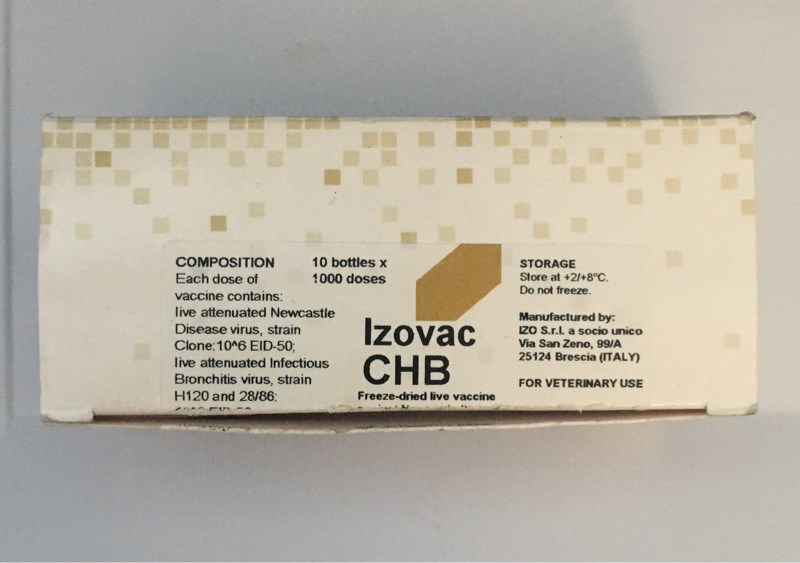 COMPOSITION
Each dose of
vaccine contains:
live attenuated Newcastle
Disease virus, strain
Clone:10^6 EID-50;
live attenuated Infectious
Bronchitis virus, strain
H120 and 28/86:
10 bottles x
1000 doses
Izovac
CHB
Freeze-dried live vaccine
STORAGE
Store at +2/+8°C.
Do not freeze.
Manufactured by:
IZO S.r.l. a socio unico
Via San Zeno, 99/A
25124 Brescia (ITALY)
FOR VETERINARY USE